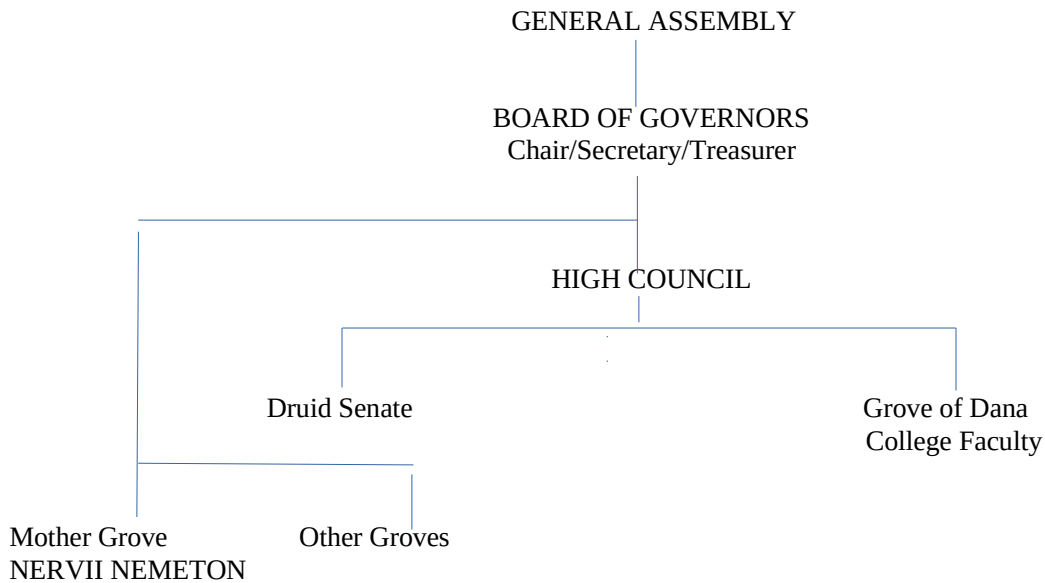 GENERAL ASSEMBLY
BOARD OF GOVERNORS
Chair/Secretary/Treasurer
HIGH COUNCIL
Druid Senate
Grove of Dana
College Faculty
Mother Grove
NERVII NEMETON
Other Groves